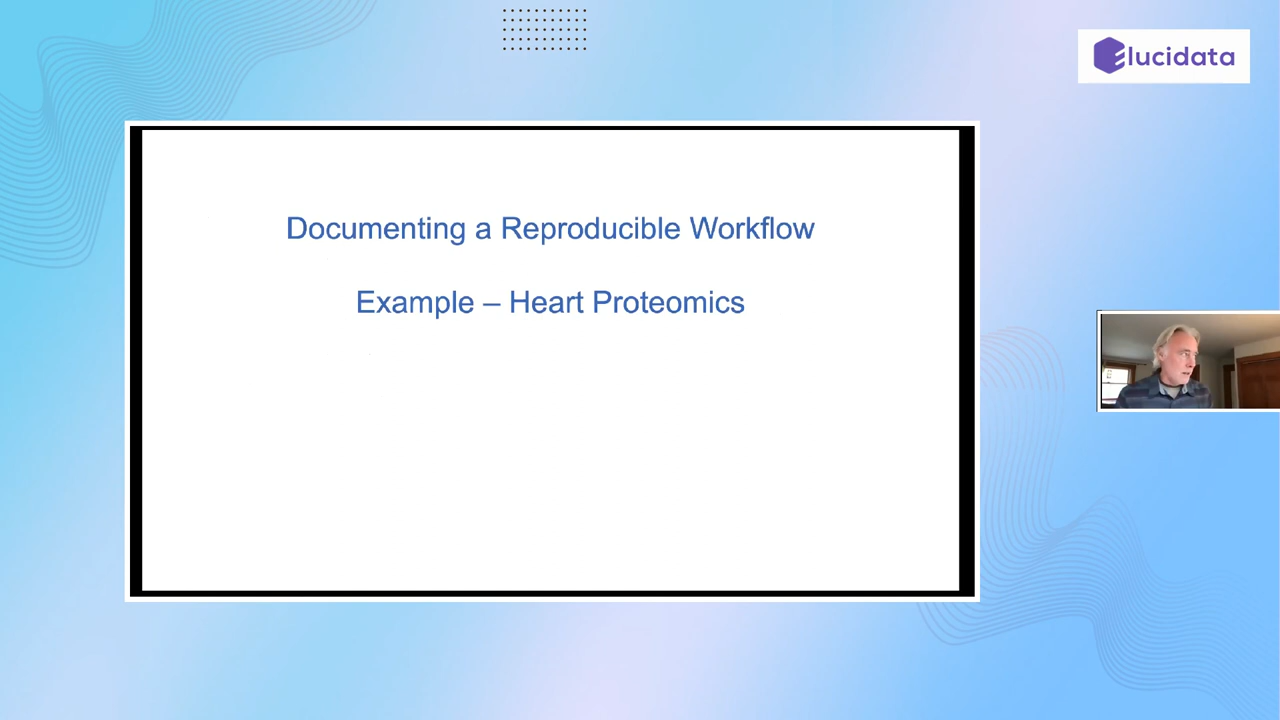 Elucidata
Documenting a Reproducible Workflow
Example – Heart Proteomics